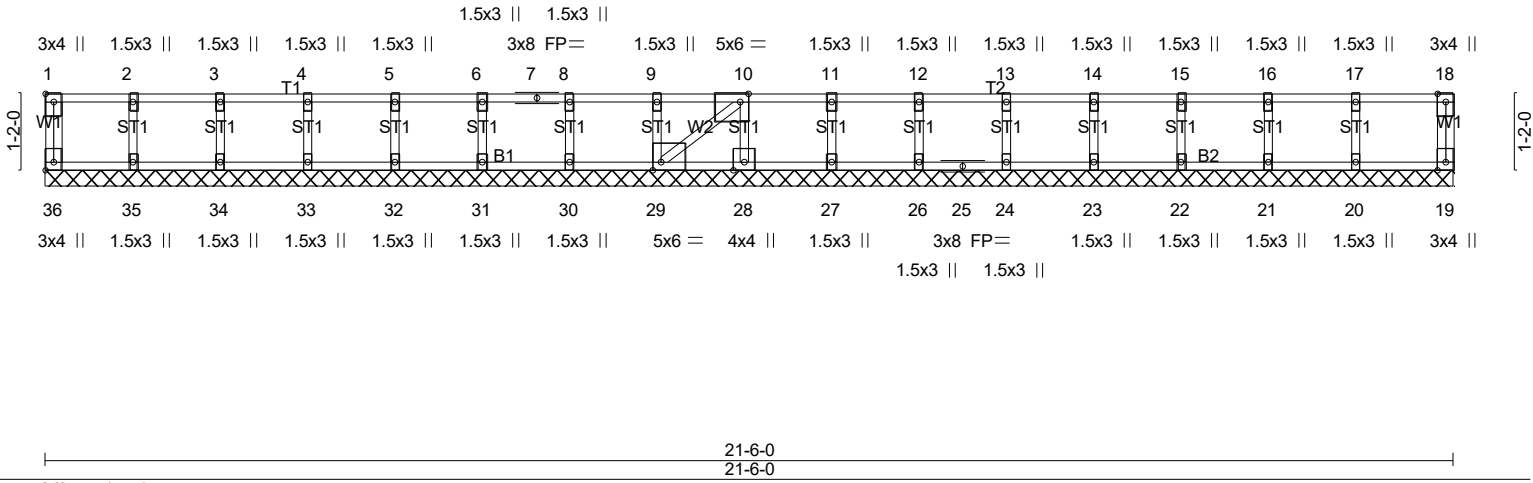 1.5x3 || 1.5x3 ||
3x4 || 1.5x3 || 1.5x3 || 1.5x3 || 1.5x3 || 3x8 FP= 1.5x3 || 5x6 = 1.5x3 || 1.5x3 || 1.5x3 || 1.5x3 || 1.5x3 || 1.5x3 || 1.5x3 || 3x4 ||
1 2 3 4 5 6 7 8 9 10 11 12 13 14 15 16 17 18
T1 T2
1-2-0 W1 ST1 ST1 ST1 ST1 ST1 ST1 ST1 W2 ST1 ST1 ST1 ST1 ST1 ST1 ST1 ST1 W1 1-2-0
B1 B2
36 35 34 33 32 31 30 29 28 27 26 25 24 23 22 21 20 19
3x4 || 1.5x3 || 1.5x3 || 1.5x3 || 1.5x3 || 1.5x3 || 1.5x3 || 5x6 = 4x4 || 1.5x3 || 3x8 FP= 1.5x3 || 1.5x3 || 1.5x3 || 1.5x3 || 3x4 ||
1.5x3 || 1.5x3 ||
21-6-0
21-6-0